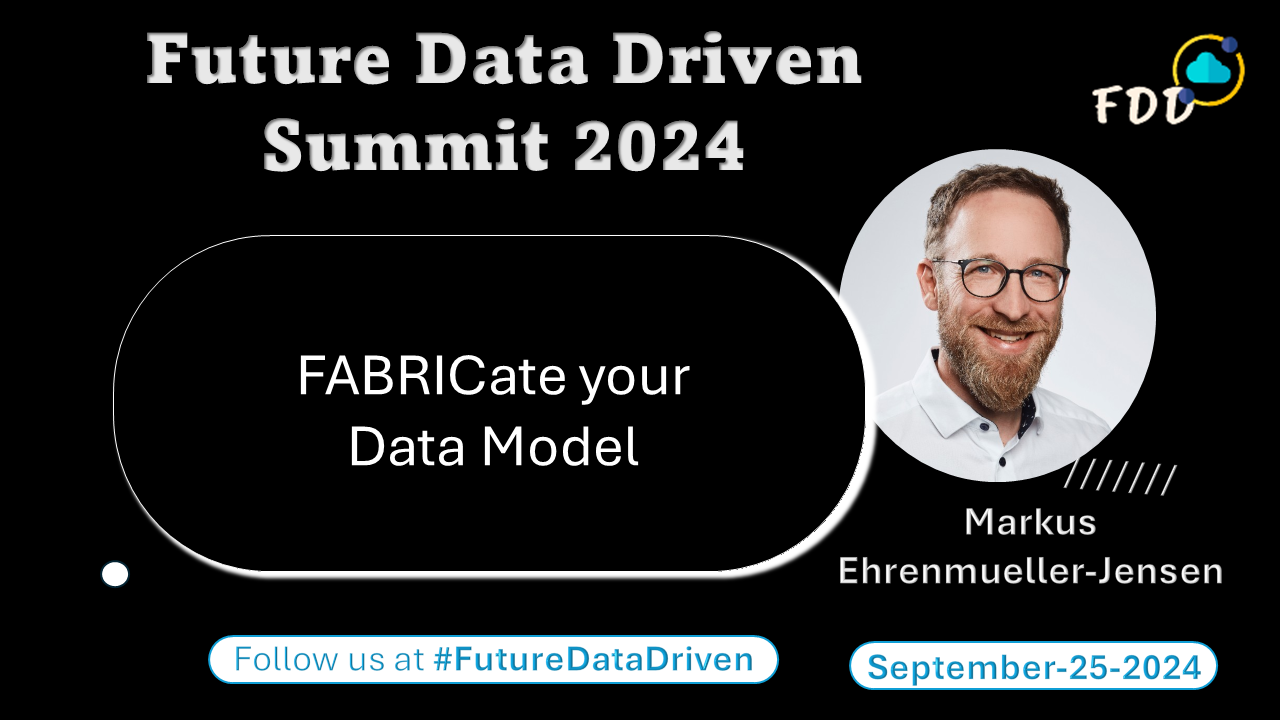 Future Data Driven
Summit 2024
FDD
FABRICate your
Data Model
Markus
Ehrenmueller-Jensen
Follow us at #FutureDataDriven
September-25-2024